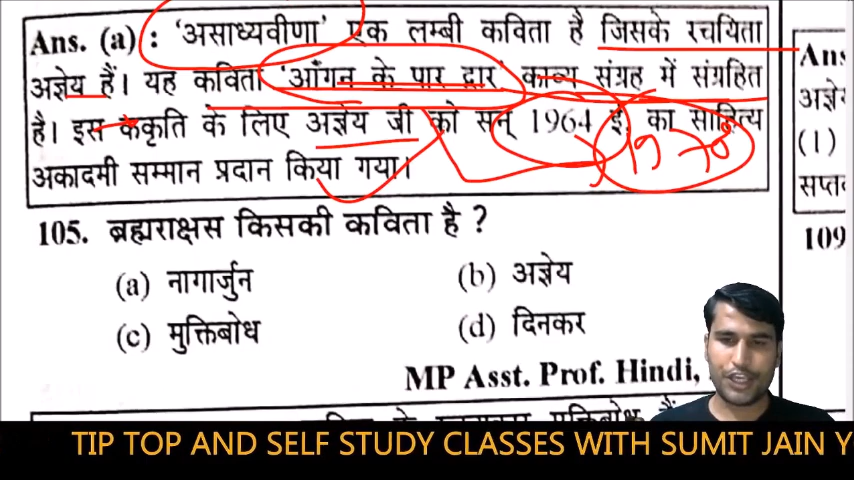 Ans. (a) : 'असाध्यवीणा' एक लम्बी कविता है जिसके रचयिता
अज्ञेय हैं। यह कविता 'आँगन के पार द्वार' काव्य संग्रह में संग्रहित
है। इस कृति के लिए अज्ञेय जी को सन् 1964 ई. का साहित्य
अकादमी सम्मान प्रदान किया गया।
1978
105. ब्रह्मराक्षस किसकी कविता है ?
(a) नागार्जुन (b) अज्ञेय
(c) मुक्तिबोध (d) दिनकर
MP Asst. Prof. Hindi,
Ans
अज्ञे
(1)
सप्त
109
मुक्तिबोध
TIP TOP AND SELF STUDY CLASSES WITH SUMIT JAIN Y